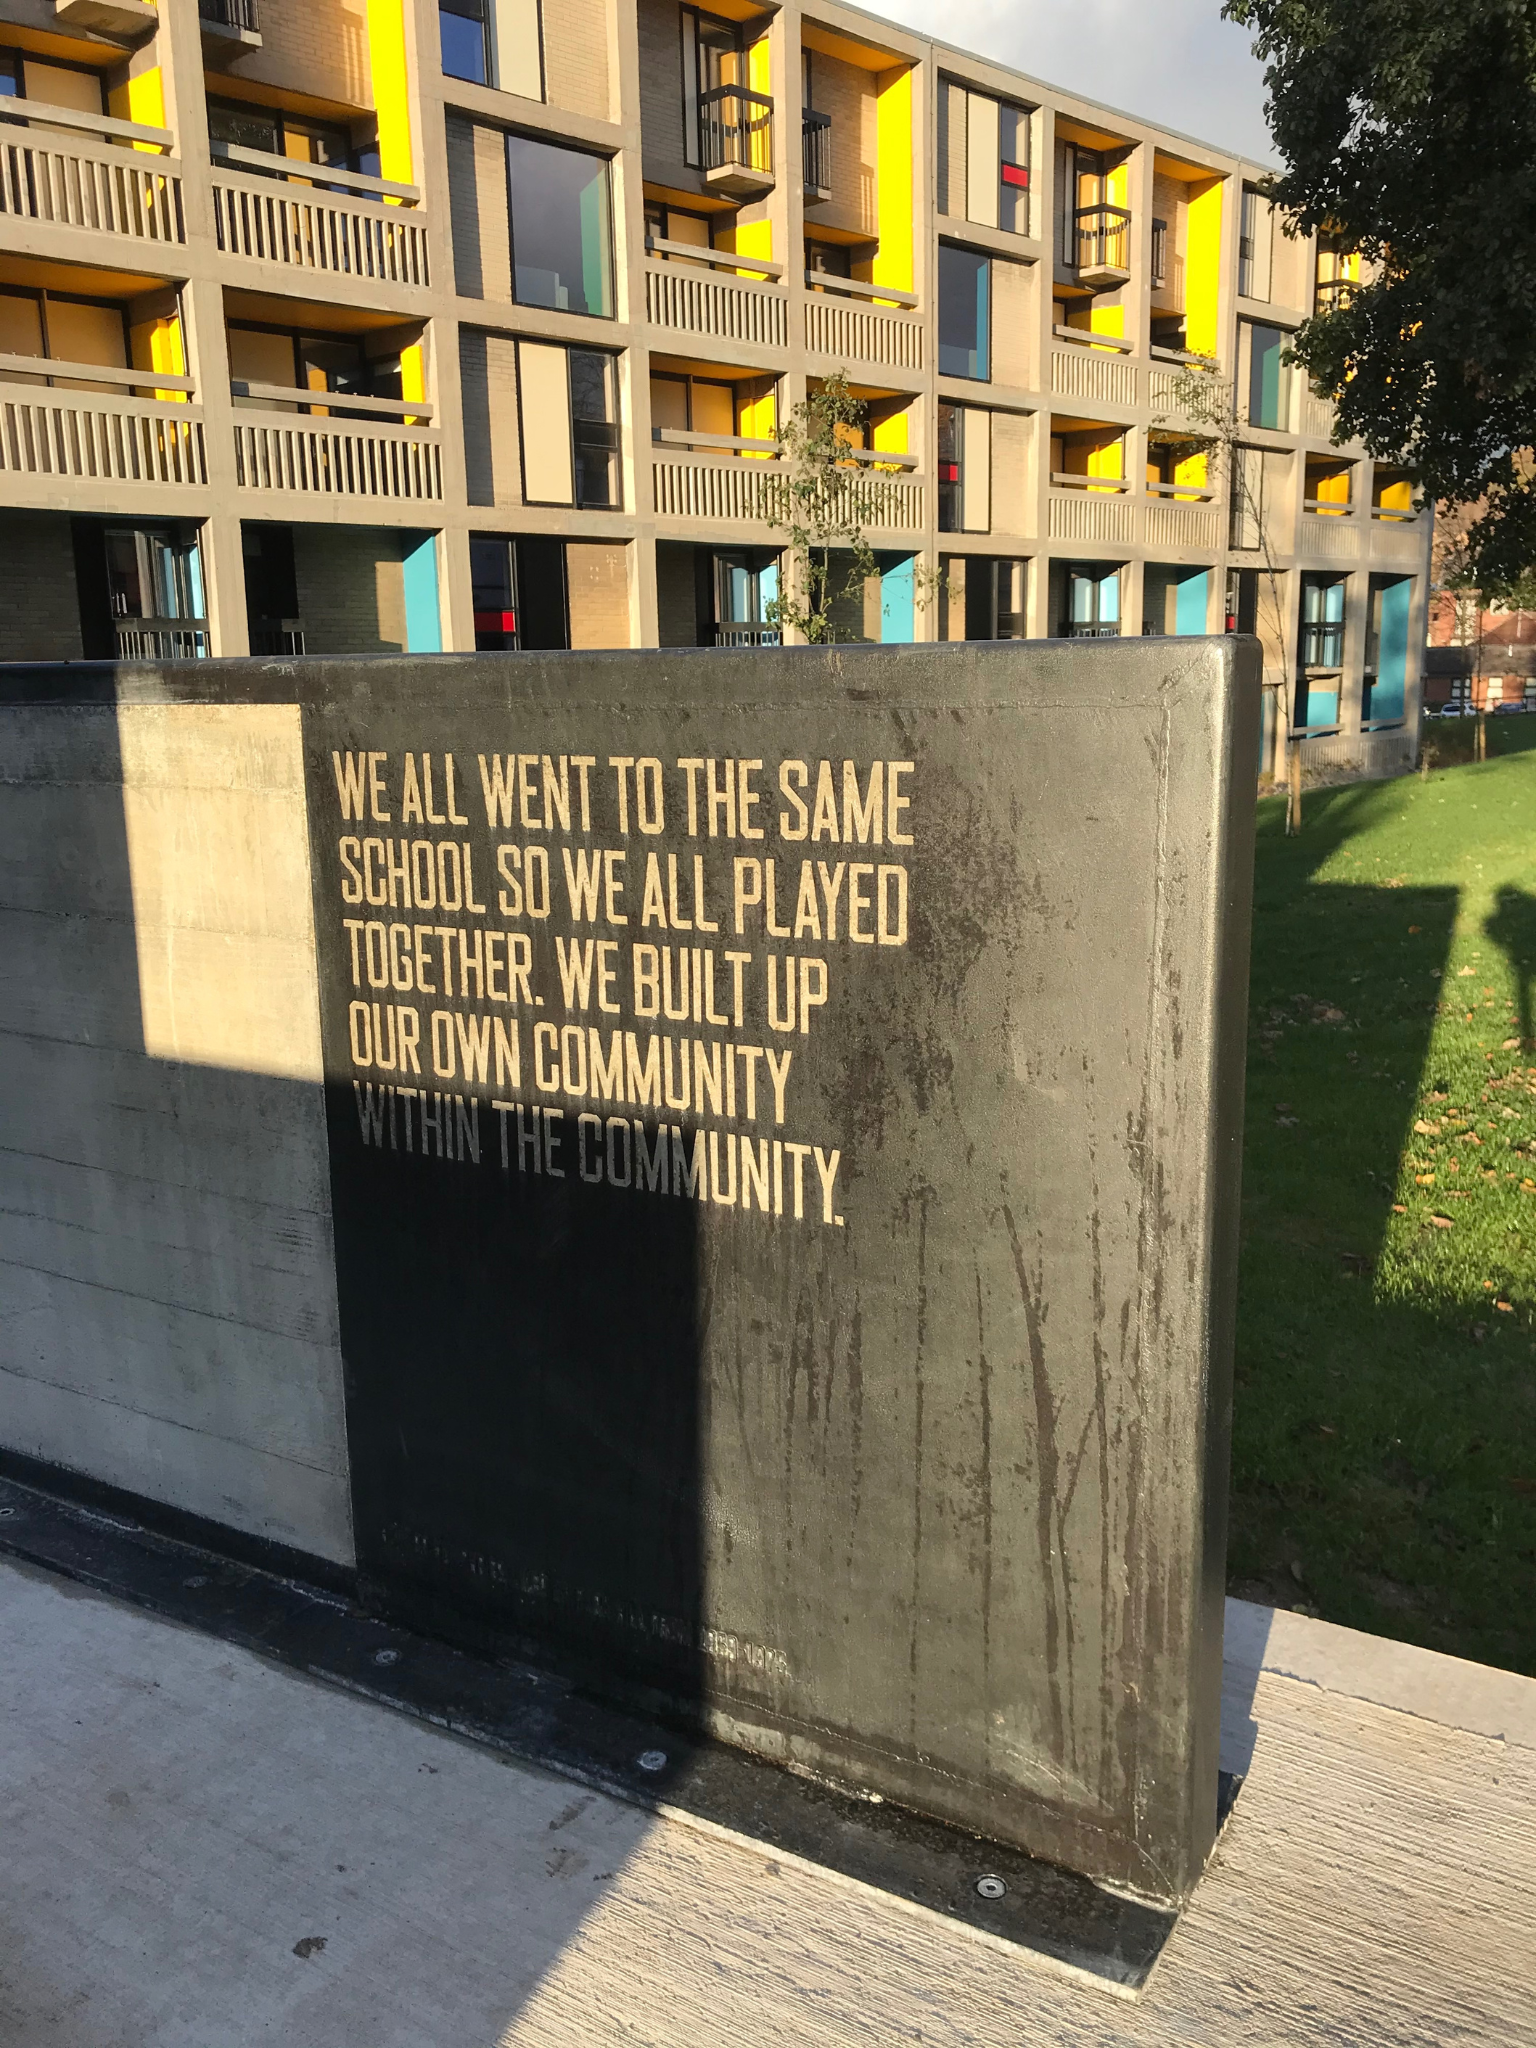 WE ALL WENT TO THE SAME
SCHOOL SO WE ALL PLAYED
TOGETHER. WE BUILT UP
OUR OWN COMMUNITY
WITHIN THE COMMUNITY.